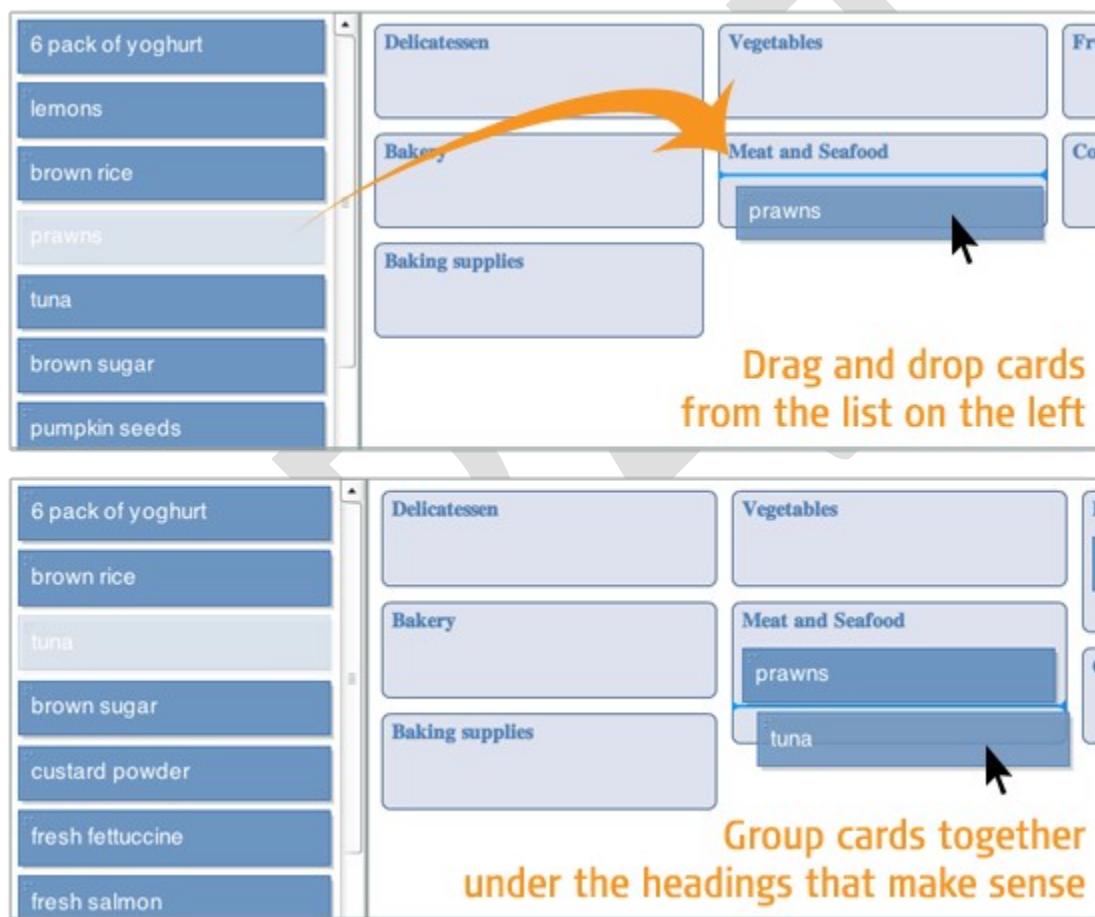 6 pack of yoghurt
lemons
brown rice
prawns
tuna
brown sugar
pumpkin seeds
Delicatessen
Vegetables
Fr
Bakery
Meat and Seafood
Co
prawns
Baking supplies
Drag and drop cards
from the list on the left
6 pack of yoghurt
brown rice
tuna
brown sugar
custard powder
fresh fettuccine
fresh salmon
Delicatessen
Vegetables
Bakery
Meat and Seafood
prawns
tuna
Baking supplies
Group cards together
under the headings that make sense